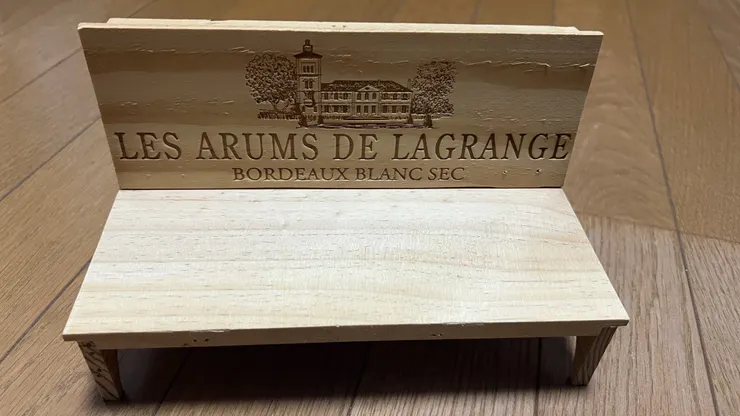 LES ARUMS DE LAGRANGE
BORDEAUX BLANC SEC